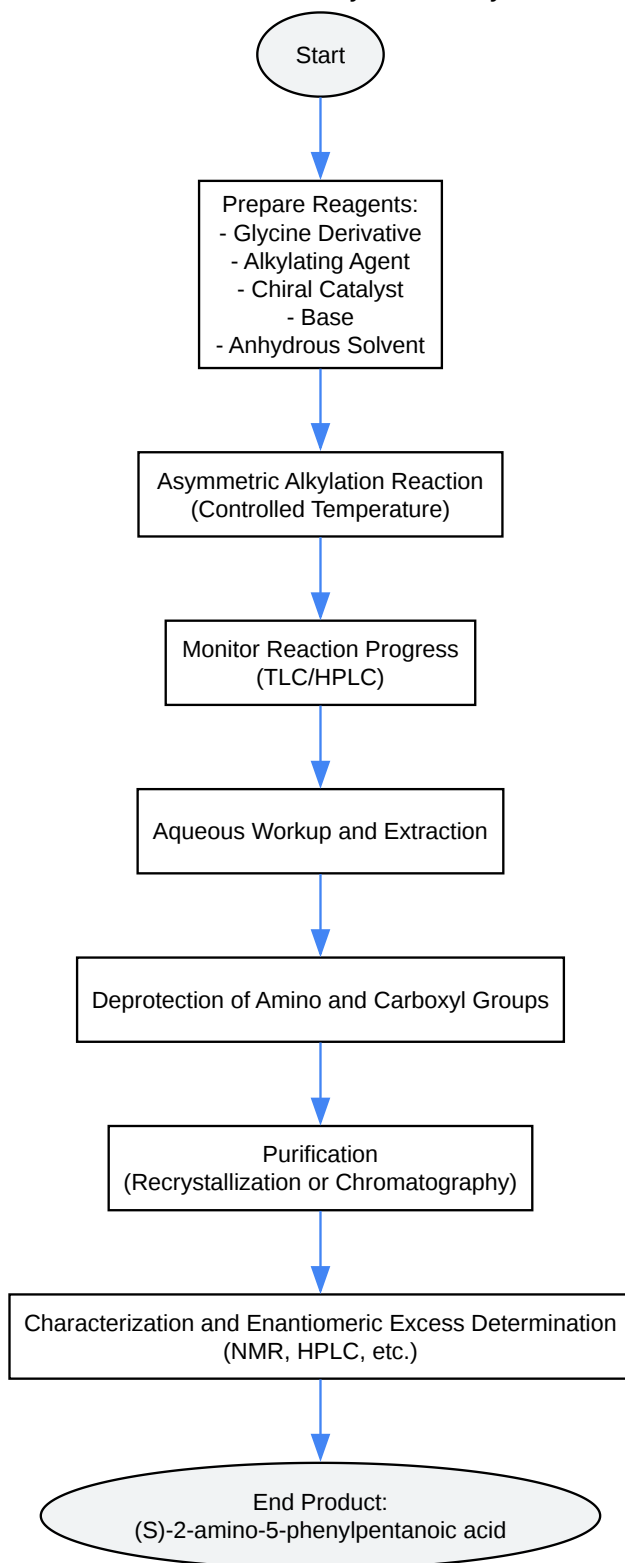 Start
Prepare Reagents:
- Glycine Derivative
- Alkylating Agent
- Chiral Catalyst
- Base
- Anhydrous Solvent
Asymmetric Alkylation Reaction
(Controlled Temperature)
Monitor Reaction Progress
(TLC/HPLC)
Aqueous Workup and Extraction
Deprotection of Amino and Carboxyl Groups
Purification
(Recrystallization or Chromatography)
Characterization and Enantiomeric Excess Determination
(NMR, HPLC, etc.)
End Product:
(S)-2-amino-5-phenylpentanoic acid